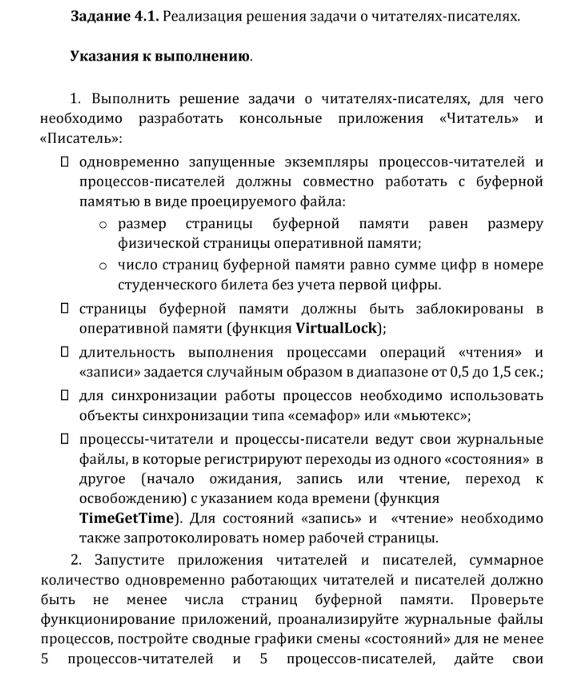 Задание 4.1. Реализация решения задачи о читателях-писателях.
Указания к выполнению.
1. Выполнить решение задачи о читателях-писателях, для чего
необходимо разработать консольные приложения «Читатель» и
«Писатель»:
▯ одновременно запущенные экземпляры процессов-читателей и
процессов-писателей должны совместно работать с буферной
памятью в виде проецируемого файла:
o размер страницы буферной памяти равен размеру
физической страницы оперативной памяти;
o число страниц буферной памяти равно сумме цифр в номере
студенческого билета без учета первой цифры.
▯ страницы буферной памяти должны быть заблокированы в
оперативной памяти (функция VirtualLock);
▯ длительность выполнения процессами операций «чтения» и
«записи» задается случайным образом в диапазоне от 0,5 до 1,5 сек.;
▯ для синхронизации работы процессов необходимо использовать
объекты синхронизации типа «семафор» или «мьютекс»;
▯ процессы-читатели и процессы-писатели ведут свои журнальные
файлы, в которые регистрируют переходы из одного «состояния» в
другое (начало ожидания, запись или чтение, переход к
освобождению) с указанием кода времени (функция
TimeGetTime). Для состояний «запись» и «чтение» необходимо
также запротоколировать номер рабочей страницы.
2. Запустите приложения читателей и писателей, суммарное
количество одновременно работающих читателей и писателей должно
быть не менее числа страниц буферной памяти. Проверьте
функционирование приложений, проанализируйте журнальные файлы
процессов, постройте сводные графики смены «состояний» для не менее
5 процессов-читателей и 5 процессов-писателей, дайте свои